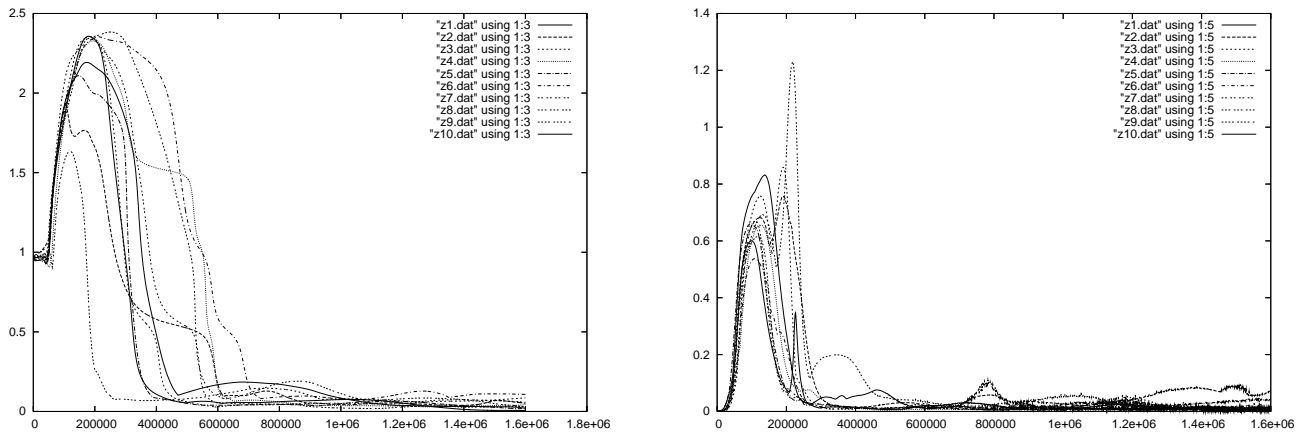 2.5
2
1.5
1
0.5
0
0 200000 400000 600000 800000 1e+06 1.2e+06 1.4e+06 1.6e+06 1.8e+06
"z1.dat" using 1:3
"z2.dat" using 1:3
"z3.dat" using 1:3
"z4.dat" using 1:3
"z5.dat" using 1:3
"z6.dat" using 1:3
"z7.dat" using 1:3
"z8.dat" using 1:3
"z9.dat" using 1:3
"z10.dat" using 1:3
1.4
1.2
1
0.8
0.6
0.4
0.2
0
0 200000 400000 600000 800000 1e+06 1.2e+06 1.4e+06 1.6e+06
"z1.dat" using 1:5
"z2.dat" using 1:5
"z3.dat" using 1:5
"z4.dat" using 1:5
"z5.dat" using 1:5
"z6.dat" using 1:5
"z7.dat" using 1:5
"z8.dat" using 1:5
"z9.dat" using 1:5
"z10.dat" using 1:5